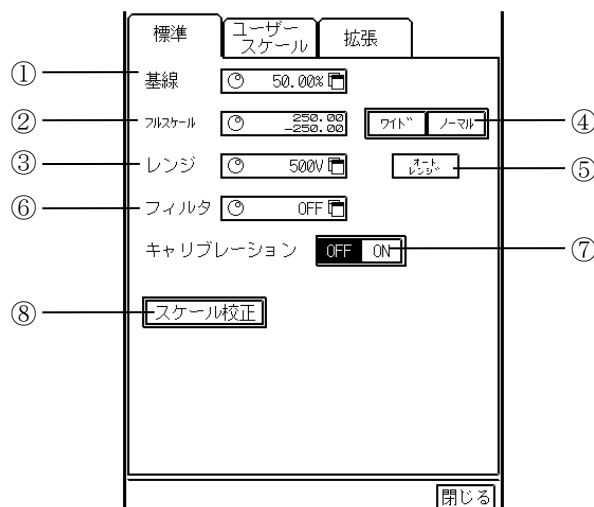 標準
ユーザー
スケール
拡張
① 基線 50.00%
② フルスケール 250.00
-250.00
ワイド ノーマル ④
③ レンジ 500V
オート
レンジ ⑤
⑥ フィルタ OFF
キャリブレーション OFF ON ⑦
⑧ スケール校正
閉じる